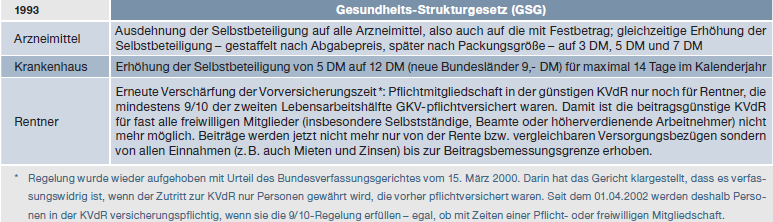 1993 Gesundheits-Strukturgesetz (GSG)
Arzneimittel
Ausdehnung der Selbstbeteiligung auf alle Arzneimittel, also auch auf die mit Festbetrag; gleichzeitige Erhöhung der
Selbstbeteiligung – gestaffelt nach Abgabepreis, später nach Packungsgröße – auf 3 DM, 5 DM und 7 DM
Krankenhaus Erhöhung der Selbstbeteiligung von 5 DM auf 12 DM (neue Bundesländer 9,- DM) für maximal 14 Tage im Kalenderjahr
Rentner
Erneute Verschärfung der Vorversicherungszeit*: Pflichtmitgliedschaft in der günstigen KVdR nur noch für Rentner, die
mindestens 9/10 der zweiten Lebensarbeitshälfte GKV-pflichtversichert waren. Damit ist die beitragsgünstige KVdR
für fast alle freiwilligen Mitglieder (insbesondere Selbstständige, Beamte oder höherverdienende Arbeitnehmer) nicht
mehr möglich. Beiträge werden jetzt nicht mehr nur von der Rente bzw. vergleichbaren Versorgungsbezügen sondern
von allen Einnahmen (z.B. auch Mieten und Zinsen) bis zur Beitragsbemessungsgrenze erhoben.
* Regelung wurde wieder aufgehoben mit Urteil des Bundesverfassungsgerichtes vom 15. März 2000. Darin hat das Gericht klargestellt, dass es verfas-
sungswidrig ist, wenn der Zutritt zur KVdR nur Personen gewährt wird, die vorher pflichtversichert waren. Seit dem 01.04.2002 werden deshalb Perso-
nen in der KVdR versicherungspflichtig, wenn sie die 9/10-Regelung erfüllen – egal, ob mit Zeiten einer Pflicht- oder freiwilligen Mitgliedschaft.